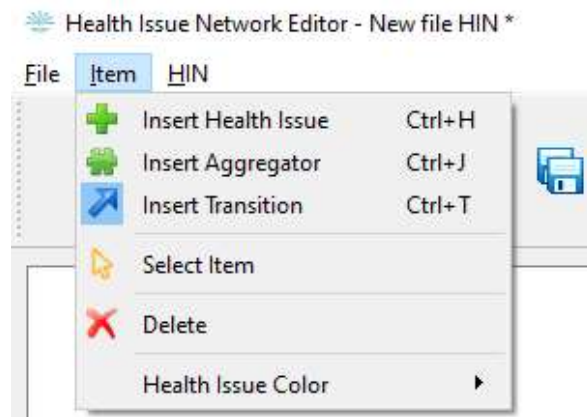 Health Issue Network Editor - New file HIN *
File Item HIN
Insert Health Issue Ctrl+H
Insert Aggregator Ctrl+J
Insert Transition Ctrl+T
Select Item
Delete
Health Issue Color